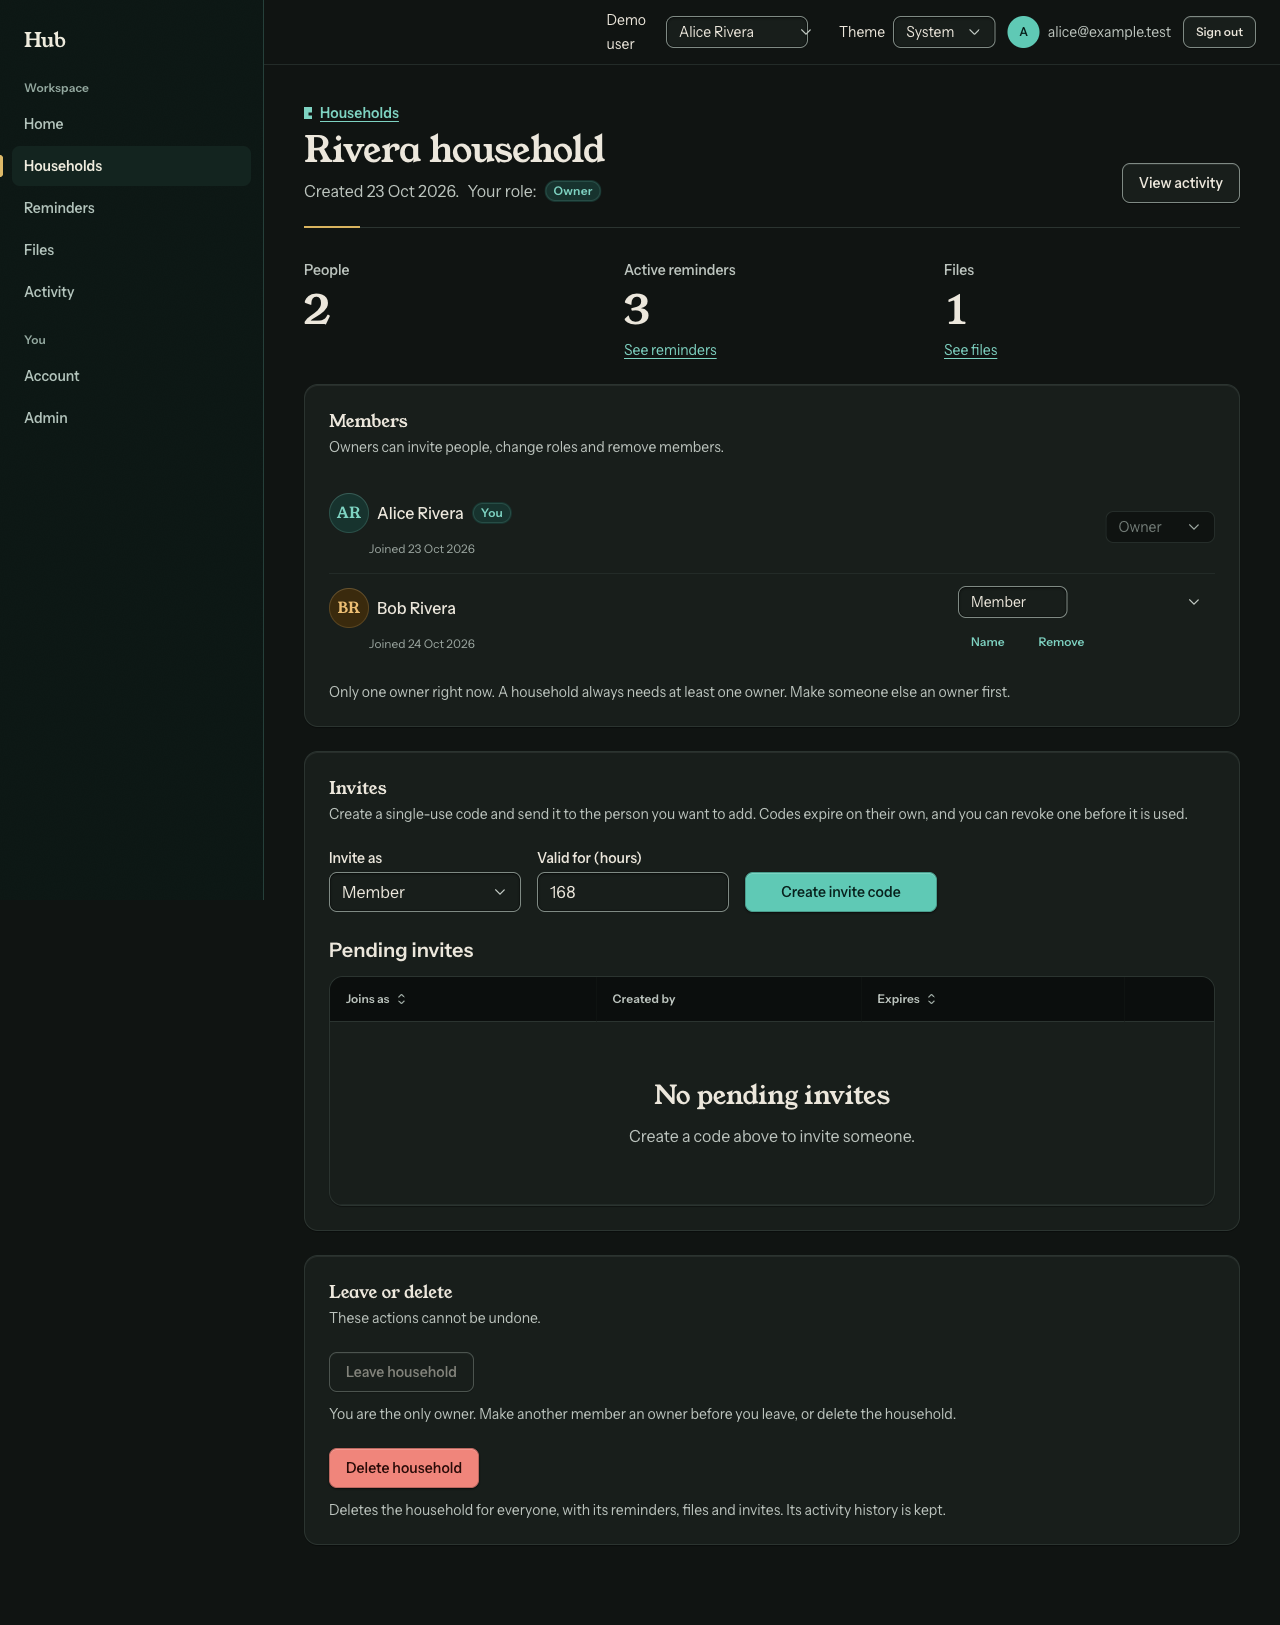 Hub
Workspace
Home
Households
Reminders
Files
Activity
You
Account
Admin
Demo user
Alice Rivera
Theme
System
A
alice@example.test
Sign out
Households
Rivera household
Created 23 Oct 2026. Your role: Owner
View activity
People
2
Active reminders
3
See reminders
Files
1
See files
Members
Owners can invite people, change roles and remove members.
AR
Alice Rivera
You
Joined 23 Oct 2026
Owner
BR
Bob Rivera
Joined 24 Oct 2026
Member
Name
Remove
Only one owner right now. A household always needs at least one owner. Make someone else an owner first.
Invites
Create a single-use code and send it to the person you want to add. Codes expire on their own, and you can revoke one before it is used.
Invite as
Member
Valid for (hours)
168
Create invite code
Pending invites
Joins as
Created by
Expires
No pending invites
Create a code above to invite someone.
Leave or delete
These actions cannot be undone.
Leave household
You are the only owner. Make another member an owner before you leave, or delete the household.
Delete household
Deletes the household for everyone, with its reminders, files and invites. Its activity history is kept.